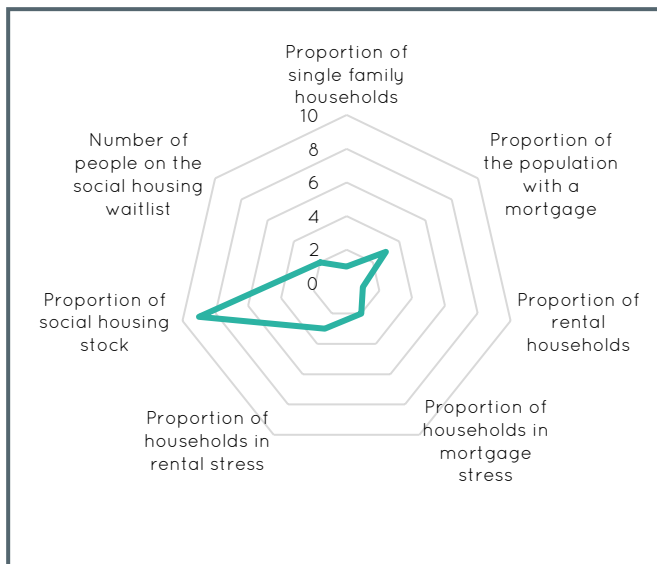 Proportion of
single family
households
10
8
6
4
2
0
Proportion of
the population
with a
mortgage
Proportion of
rental
households
Proportion of
households in
mortgage
stress
Proportion of
households in
rental stress
Proportion of
social housing
stock
Number of
people on the
social housing
waitlist